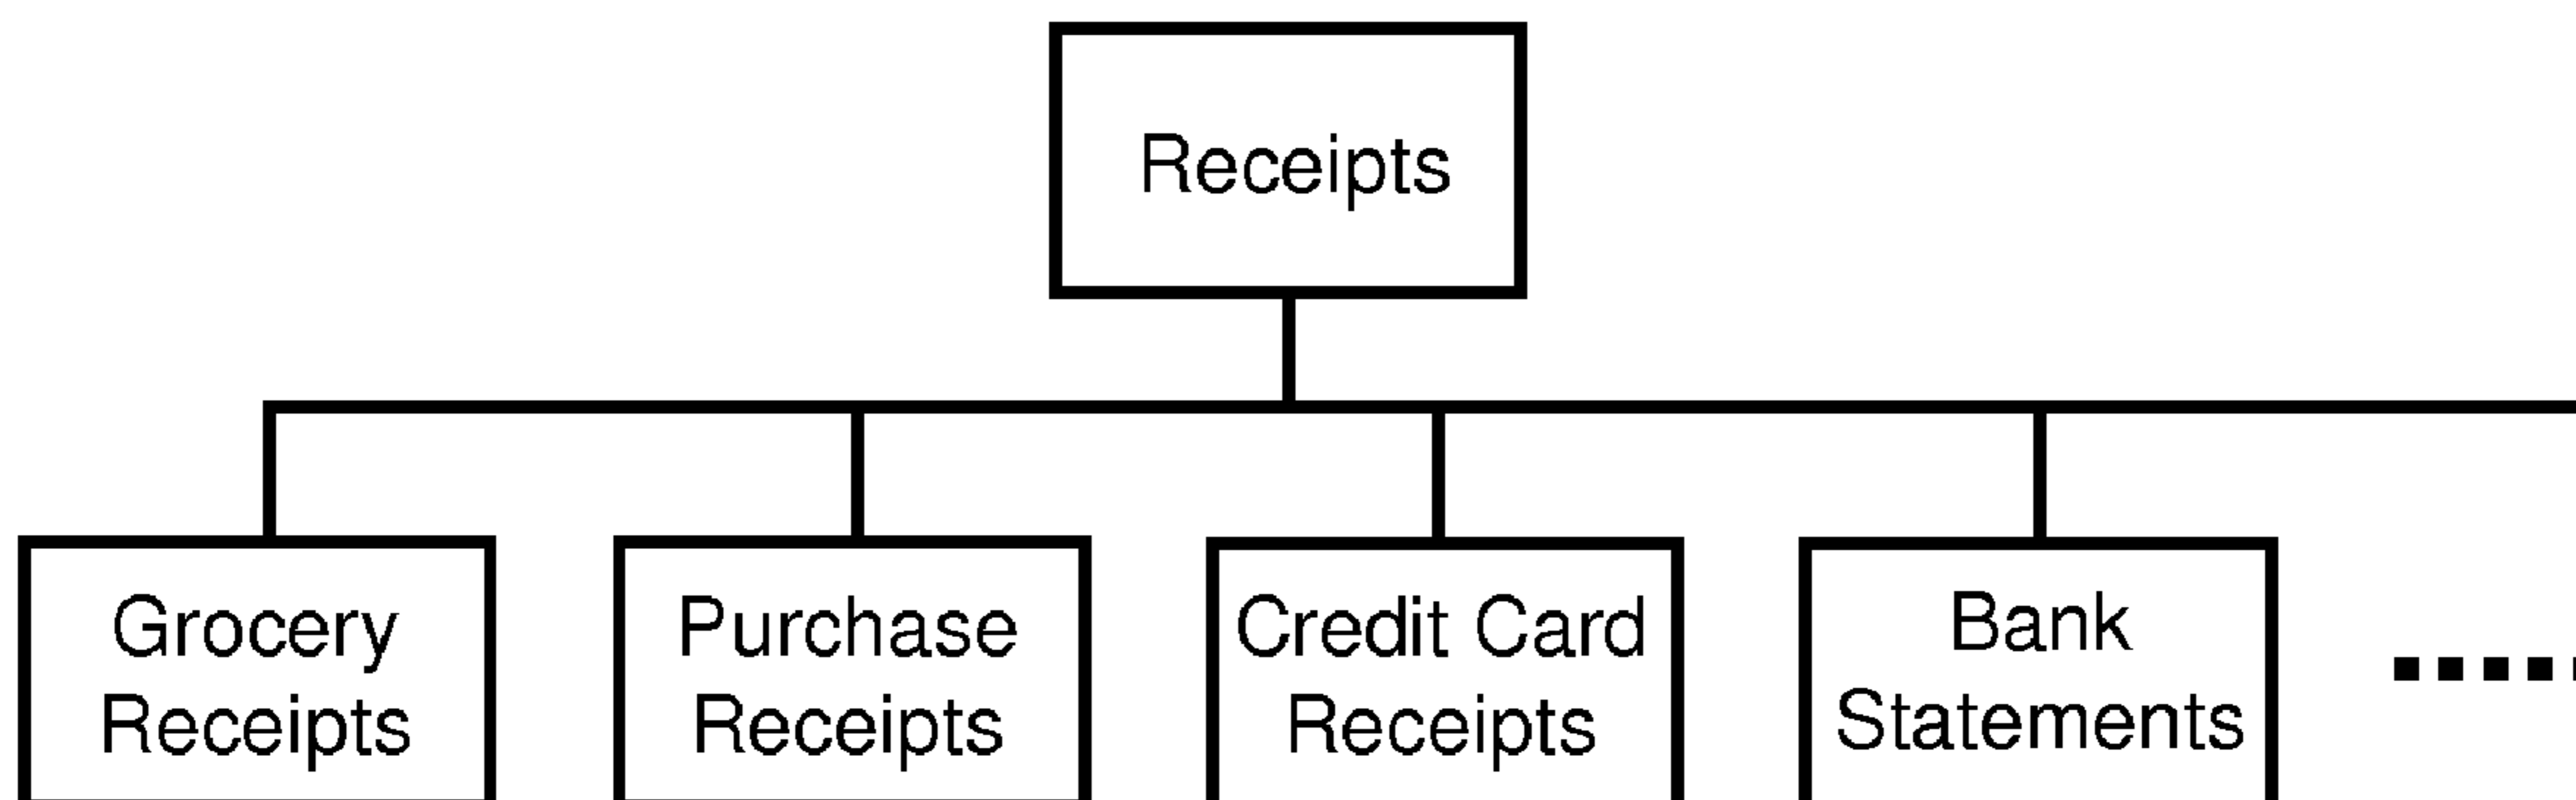 Receipts
Grocery
Receipts
Purchase
Receipts
Credit Card
Receipts
Bank
Statements